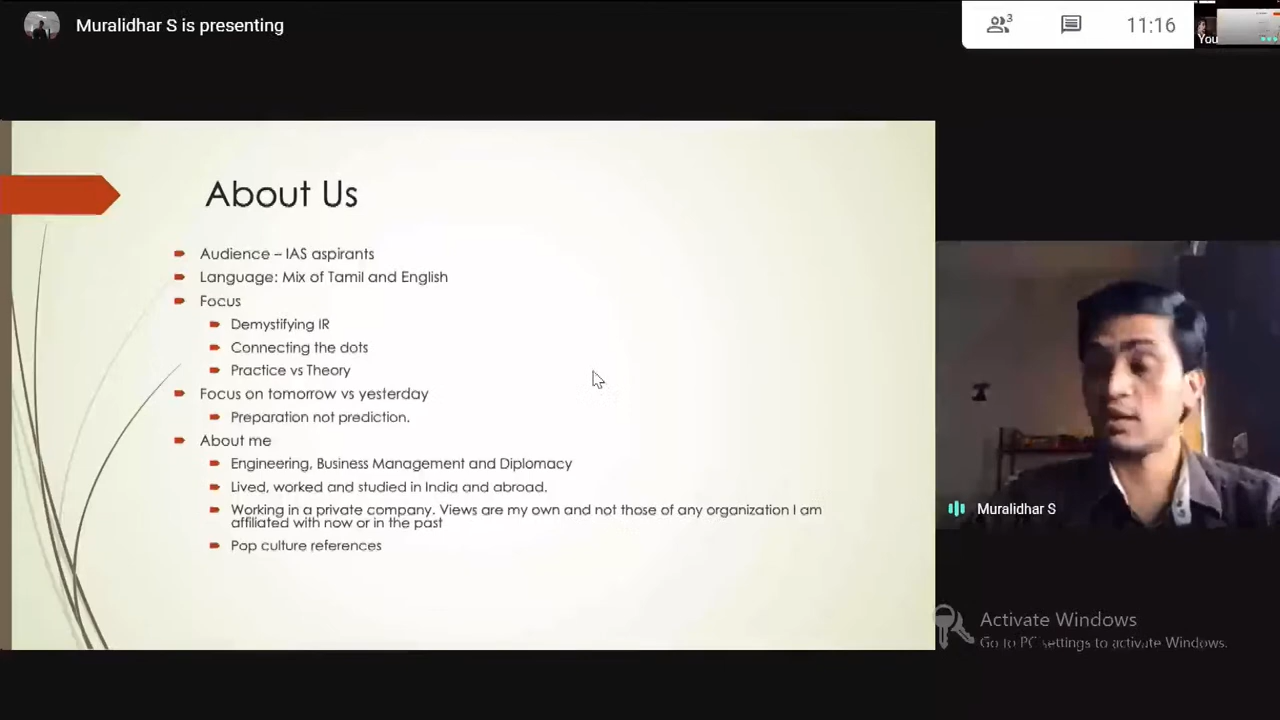 Muralidhar S is presenting
3
11:16
You
About Us
Audience – IAS aspirants
Language: Mix of Tamil and English
Focus
Demystifying IR
Connecting the dots
Practice vs Theory
Focus on tomorrow vs yesterday
Preparation not prediction.
About me
Engineering, Business Management and Diplomacy
Lived, worked and studied in India and abroad.
Working in a private company. Views are my own and not those of any organization I am
affiliated with now or in the past
Pop culture references
Muralidhar S
Activate Windows
Go to PC settings to activate Windows.